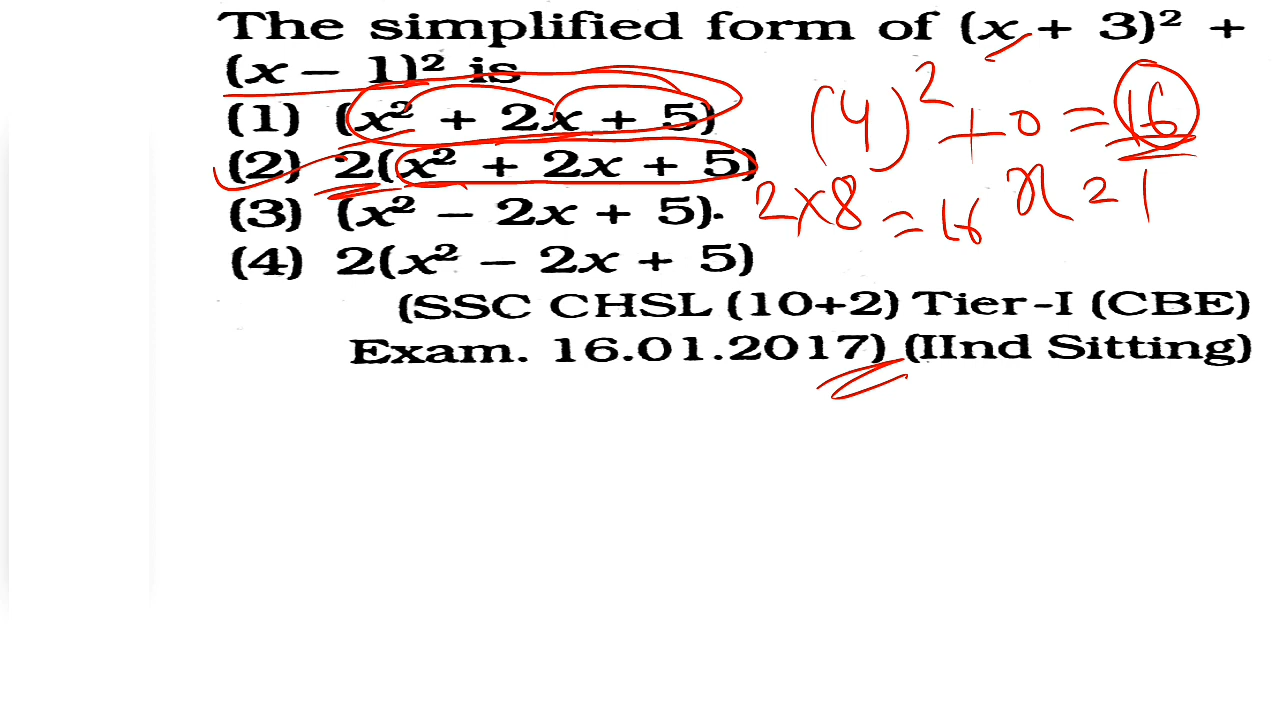 The simplified form of (x + 3)² +
(x – 1)² is
(1) (x² + 2x + 5)
(2) 2(x² + 2x + 5)
(3) (x² – 2x + 5).
(4) 2(x² – 2x + 5)
(SSC CHSL (10+2) Tier-I (CBE)
Exam. 16.01.2017) (IInd Sitting)
(4)² + 0 = 16
x = 1
2 × 8 = 16